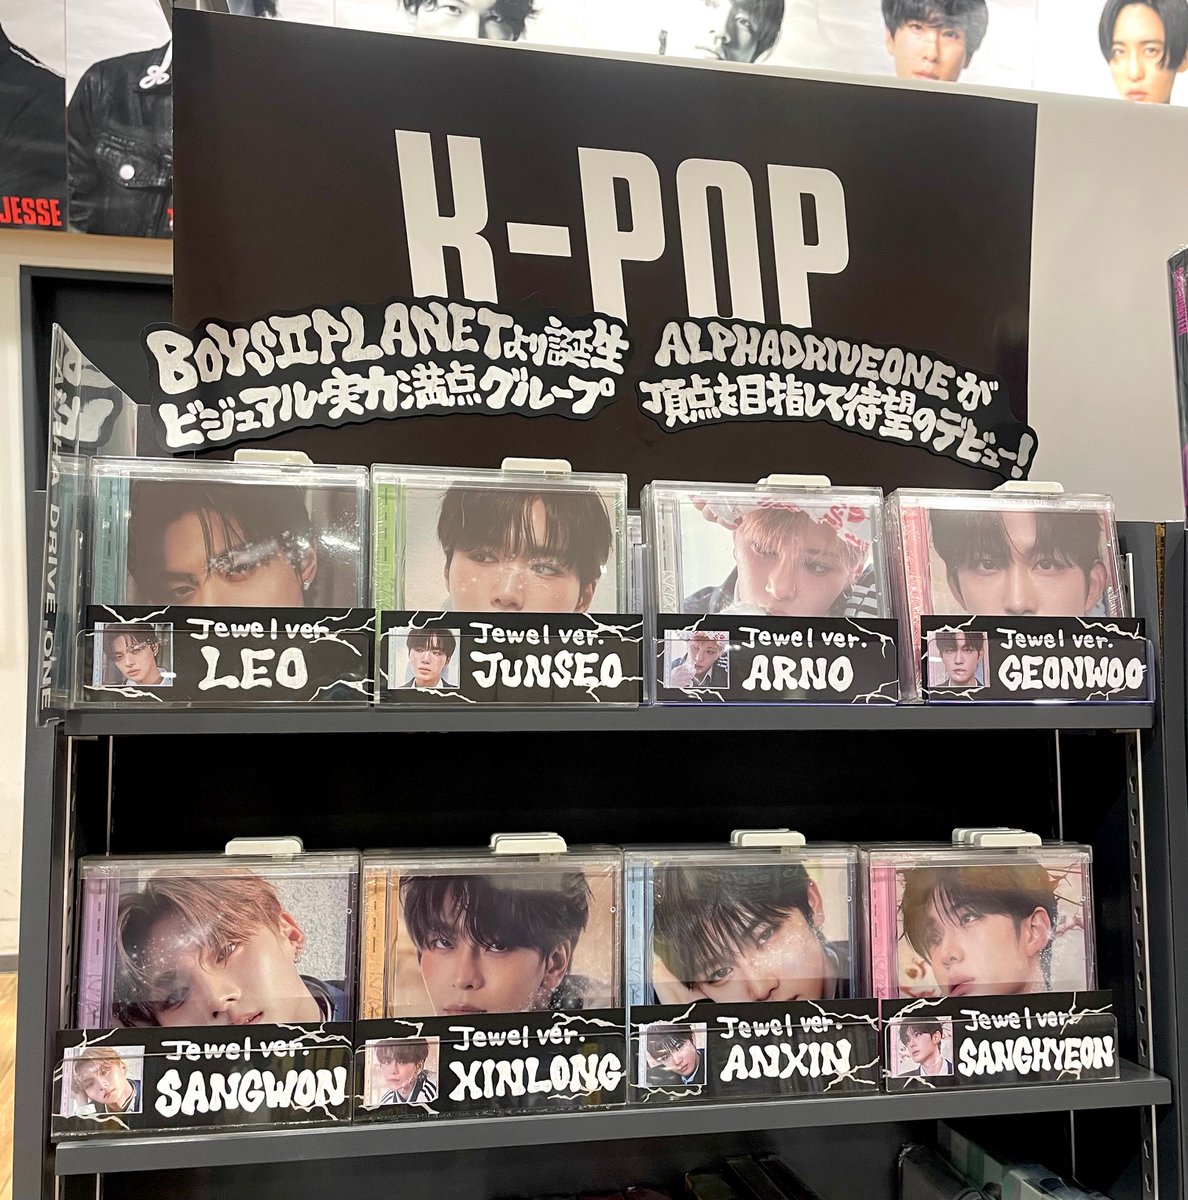 JESSE
K-POP
BOYSⅡPLANETより誕生
ビジュアル・実力満点グループ
ALPHADRIVEONEが
頂点を目指して待望のデビュー!
ALPHA DRIVE ONE
Jewel ver.
LEO
Jewel ver.
JUNSEO
Jewel ver.
ARNO
Jewel ver.
GEONWOO
Jewel ver.
SANGWON
Jewel ver.
XINLONG
Jewel ver.
ANXIN
Jewel ver.
SANGHYEON